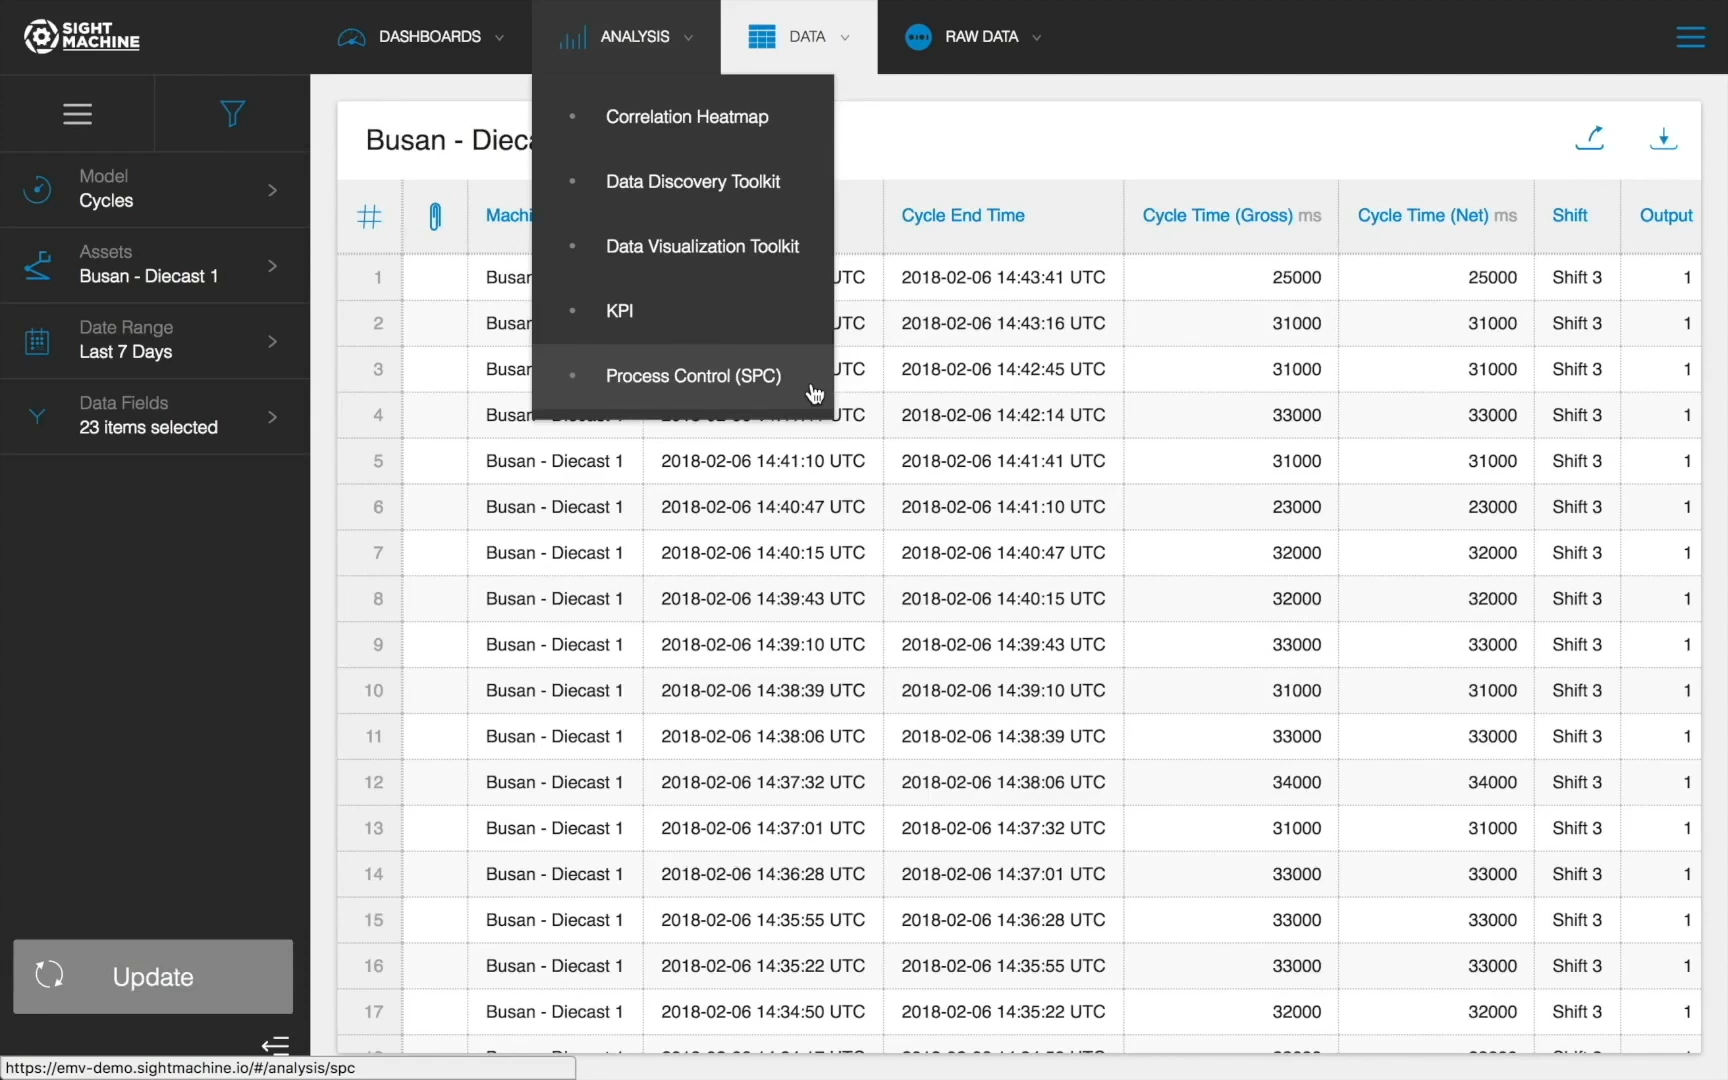 SIGHT
MACHINE
DASHBOARDS
ANALYSIS
DATA
RAW DATA
Model
Cycles
Assets
Busan - Diecast 1
Date Range
Last 7 Days
Data Fields
23 items selected
Update
Correlation Heatmap
Data Discovery Toolkit
Data Visualization Toolkit
KPI
Process Control (SPC)
Busan - Dieca
# Machi Cycle End Time Cycle Time (Gross) ms Cycle Time (Net) ms Shift Output
1 Busan UTC 2018-02-06 14:43:41 UTC 25000 25000 Shift 3 1
2 Busan UTC 2018-02-06 14:43:16 UTC 31000 31000 Shift 3 1
3 Busan UTC 2018-02-06 14:42:45 UTC 31000 31000 Shift 3 1
4 Busan UTC 2018-02-06 14:42:14 UTC 33000 33000 Shift 3 1
5 Busan - Diecast 1 2018-02-06 14:41:10 UTC 2018-02-06 14:41:41 UTC 31000 31000 Shift 3 1
6 Busan - Diecast 1 2018-02-06 14:40:47 UTC 2018-02-06 14:41:10 UTC 23000 23000 Shift 3 1
7 Busan - Diecast 1 2018-02-06 14:40:15 UTC 2018-02-06 14:40:47 UTC 32000 32000 Shift 3 1
8 Busan - Diecast 1 2018-02-06 14:39:43 UTC 2018-02-06 14:40:15 UTC 32000 32000 Shift 3 1
9 Busan - Diecast 1 2018-02-06 14:39:10 UTC 2018-02-06 14:39:43 UTC 33000 33000 Shift 3 1
10 Busan - Diecast 1 2018-02-06 14:38:39 UTC 2018-02-06 14:39:10 UTC 31000 31000 Shift 3 1
11 Busan - Diecast 1 2018-02-06 14:38:06 UTC 2018-02-06 14:38:39 UTC 33000 33000 Shift 3 1
12 Busan - Diecast 1 2018-02-06 14:37:32 UTC 2018-02-06 14:38:06 UTC 34000 34000 Shift 3 1
13 Busan - Diecast 1 2018-02-06 14:37:01 UTC 2018-02-06 14:37:32 UTC 31000 31000 Shift 3 1
14 Busan - Diecast 1 2018-02-06 14:36:28 UTC 2018-02-06 14:37:01 UTC 33000 33000 Shift 3 1
15 Busan - Diecast 1 2018-02-06 14:35:55 UTC 2018-02-06 14:36:28 UTC 33000 33000 Shift 3 1
16 Busan - Diecast 1 2018-02-06 14:35:22 UTC 2018-02-06 14:35:55 UTC 33000 33000 Shift 3 1
17 Busan - Diecast 1 2018-02-06 14:34:50 UTC 2018-02-06 14:35:22 UTC 32000 32000 Shift 3 1
https://emv-demo.sightmachine.io/#/analysis/spc